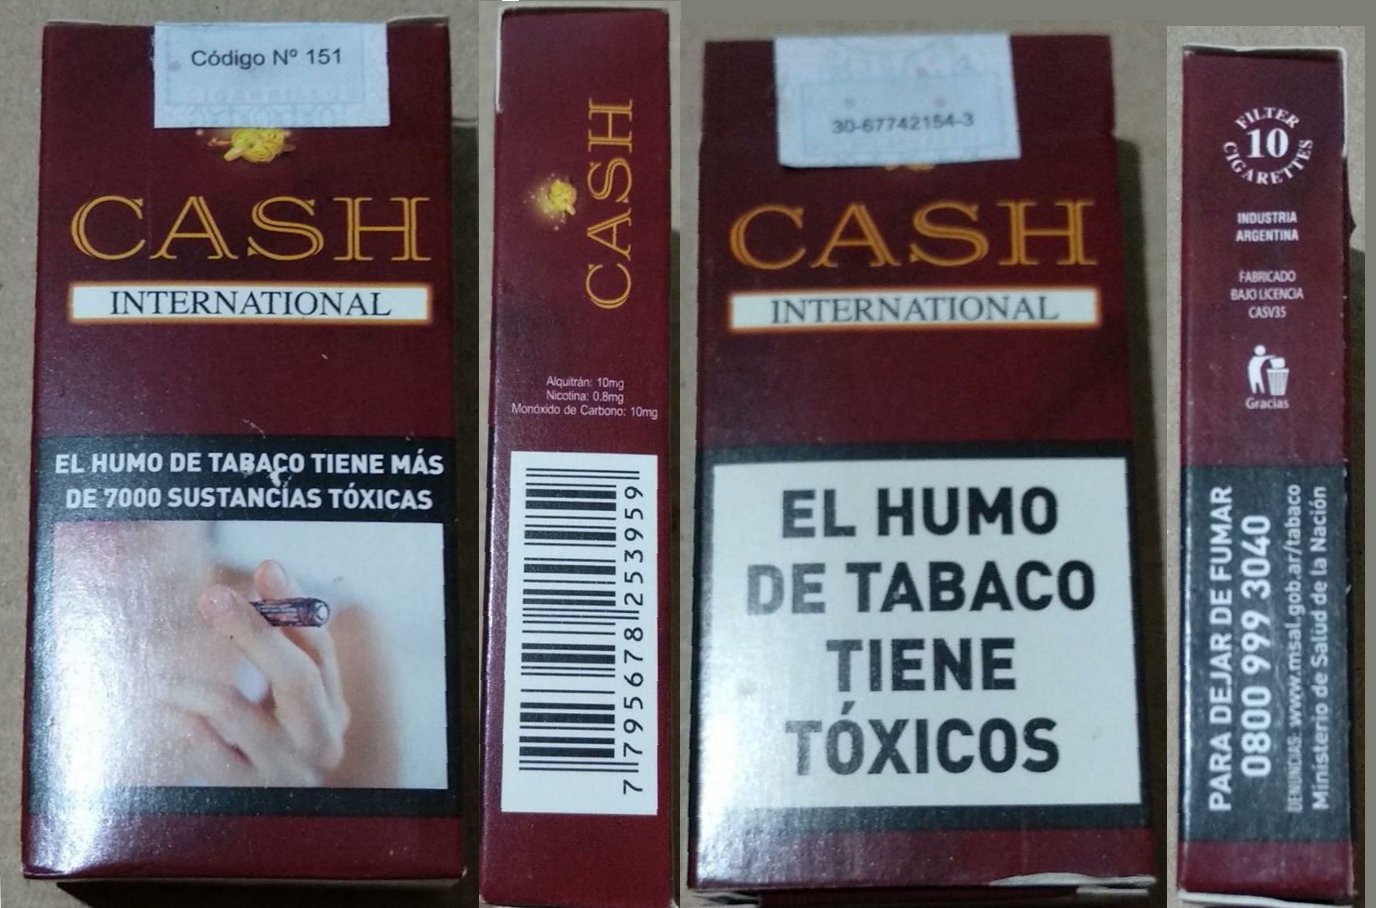 Código Nº 151
CASH
INTERNATIONAL
EL HUMO DE TABACO TIENE MÁS
DE 7000 SUSTANCIAS TÓXICAS
CASH
Alquitrán: 10mg
Nicotina: 0.8mg
Monóxido de Carbono: 10mg
7795678253959
30-67742154-3
CASH
INTERNATIONAL
EL HUMO
DE TABACO
TIENE
TÓXICOS
FILTER
10
CIGARETTES
INDUSTRIA
ARGENTINA
FABRICADO
BAJO LICENCIA
CASV35
Gracias
PARA DEJAR DE FUMAR
0800 999 3040
DENUNCIAS: www.msal.gob.ar/tabaco
Ministerio de Salud de la Nación